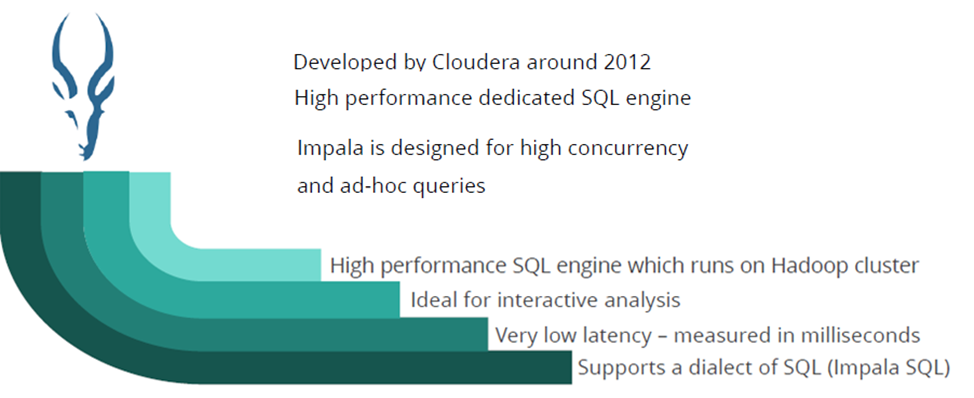 Developed by Cloudera around 2012
High performance dedicated SQL engine
Impala is designed for high concurrency
and ad-hoc queries
High performance SQL engine which runs on Hadoop cluster
Ideal for interactive analysis
Very low latency – measured in milliseconds
Supports a dialect of SQL (Impala SQL)